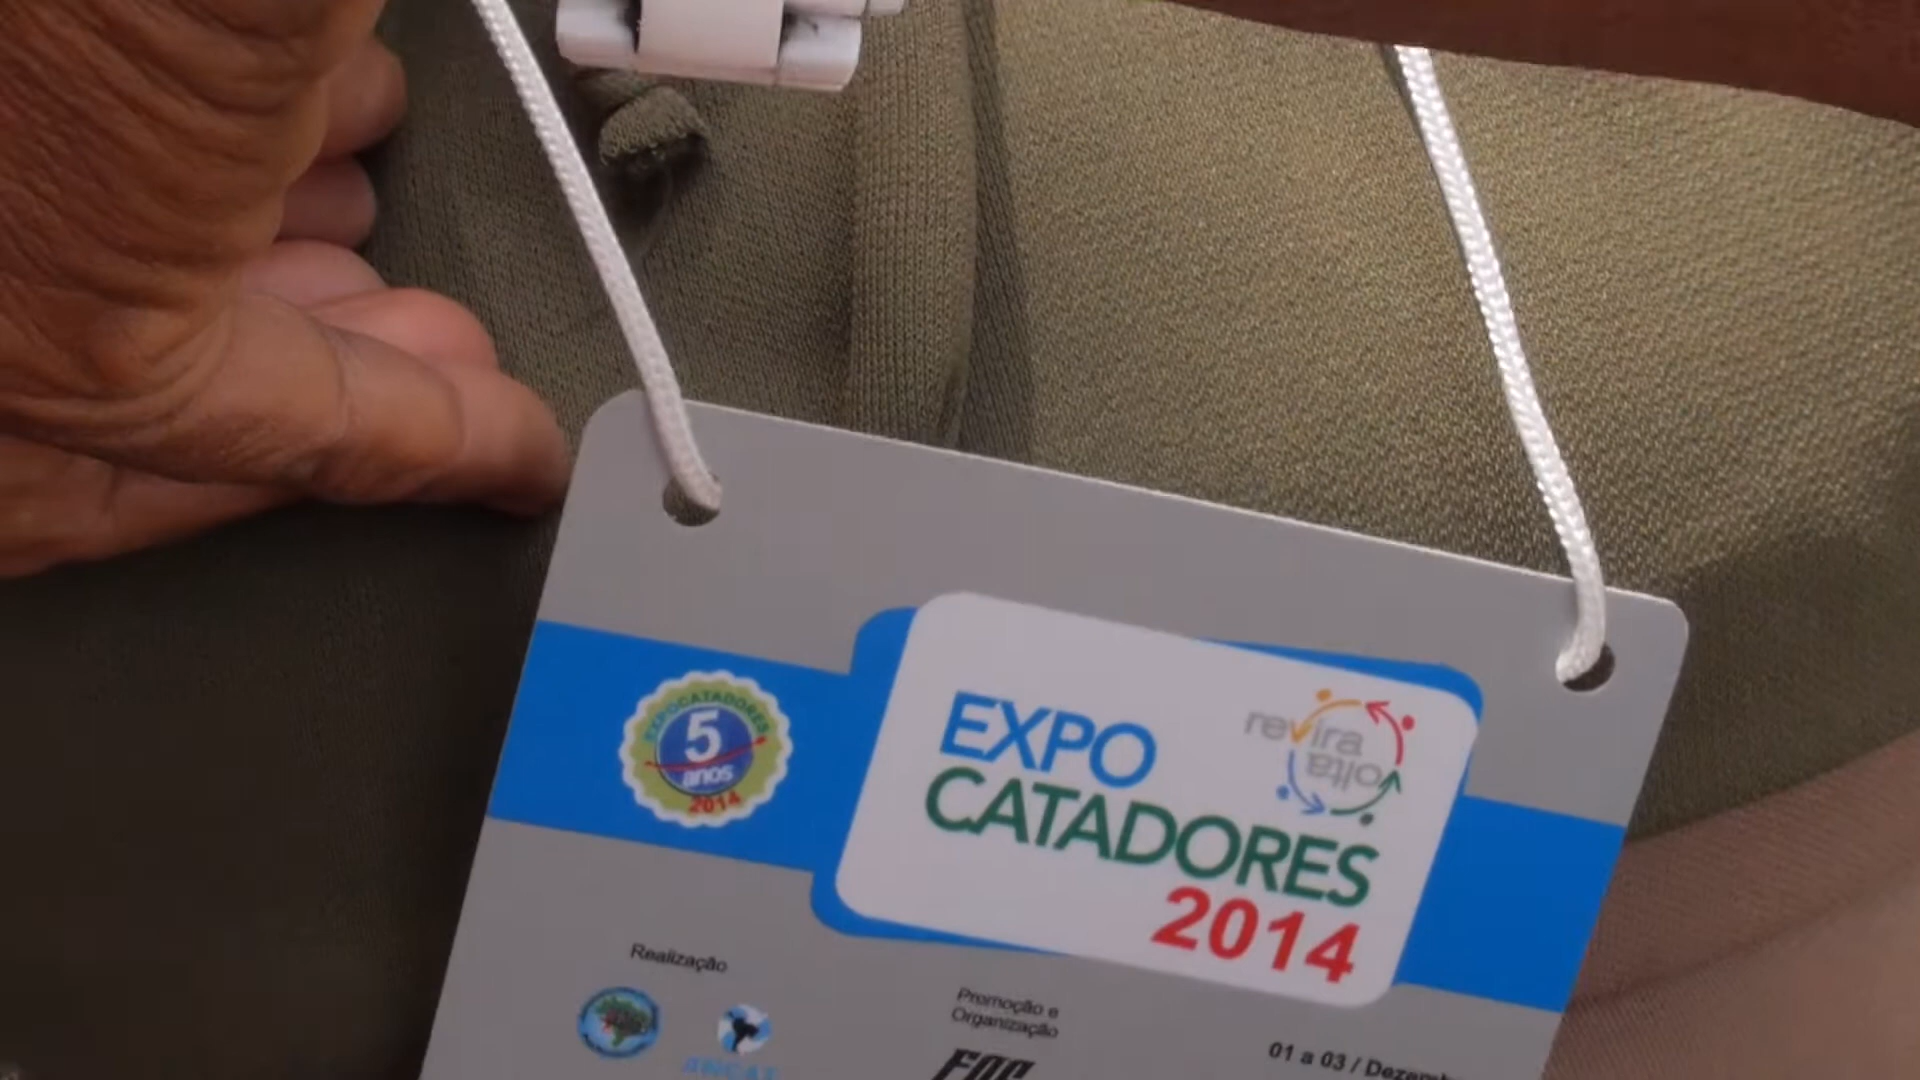 EXPOCATADORES
5
anos
2014
revira
volta
EXPO
CATADORES
2014
Realização
Promoção e
Organização
01 a 03 /